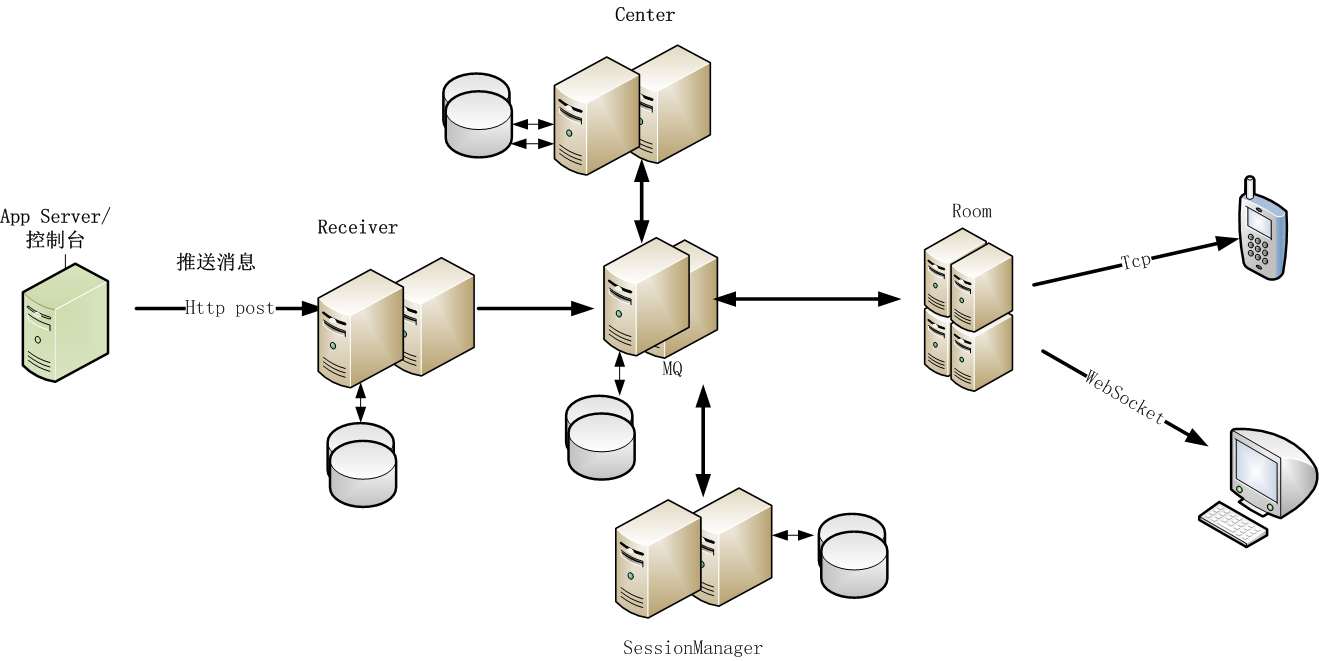 Center
App Server/
控制台
Receiver
推送消息
Http post
MQ
Room
Tcp
WebSocket
SessionManager